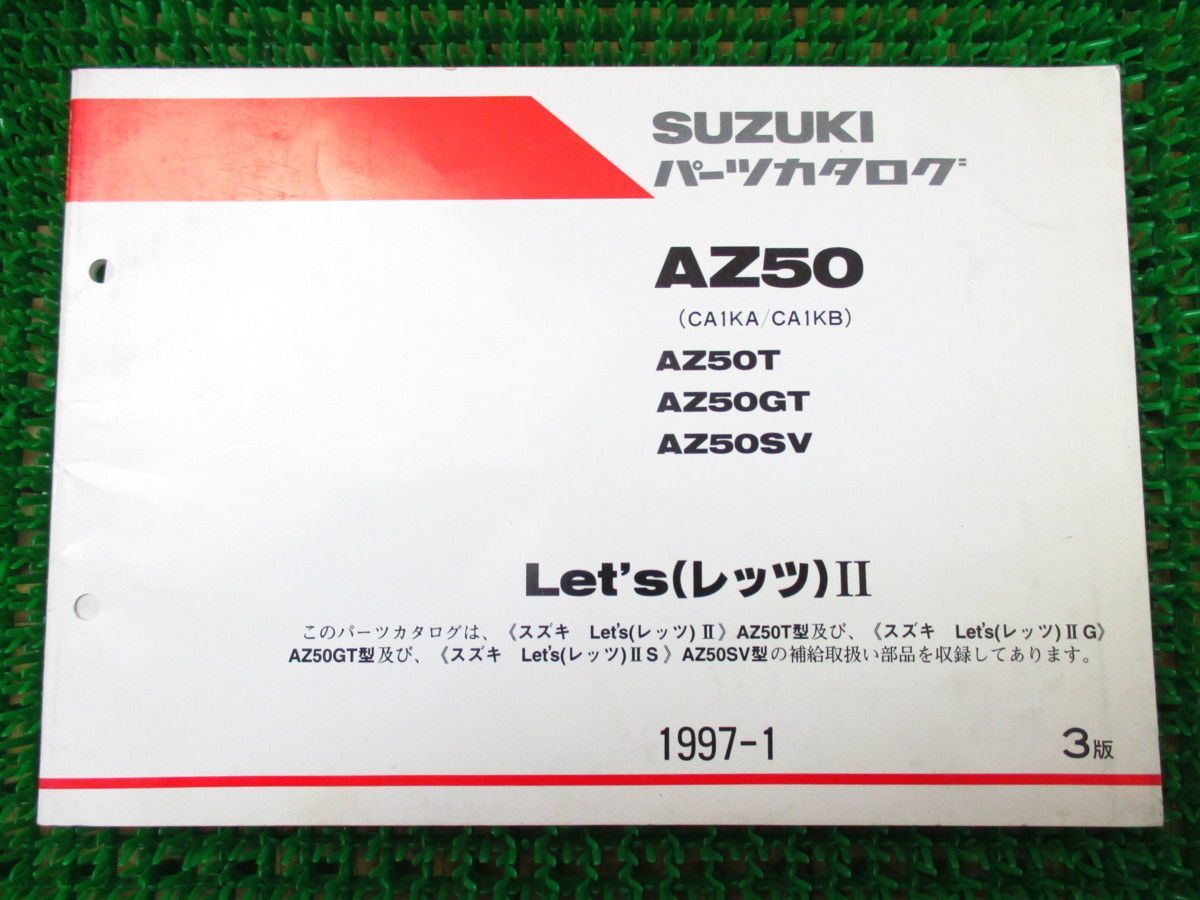 SUZUKI
パーツカタログ
AZ50
(CA1KA/CA1KB)
AZ50T
AZ50GT
AZ50SV
Let's(レッツ)II
このパーツカタログは、《スズキ Let's(レッツ)II》AZ50T型及び、《スズキ Let's(レッツ)IIG》
AZ50GT型及び、《スズキ Let's(レッツ)IIS》AZ50SV型の補給取扱い部品を収録してあります。
1997-1
3版